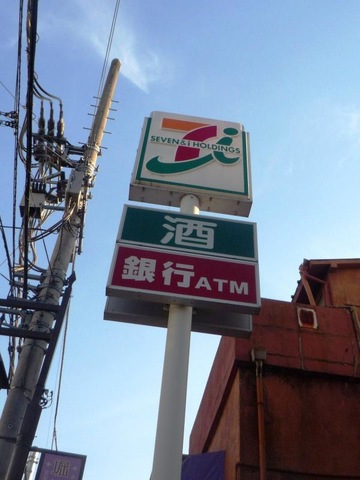 SEVEN & i HOLDINGS
酒
銀行ATM